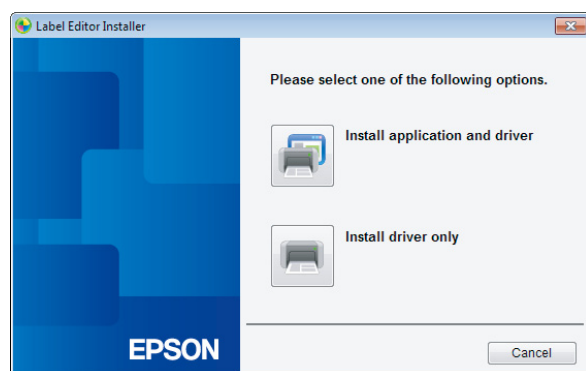 Label Editor Installer
Please select one of the following options.
Install application and driver
Install driver only
EPSON
Cancel